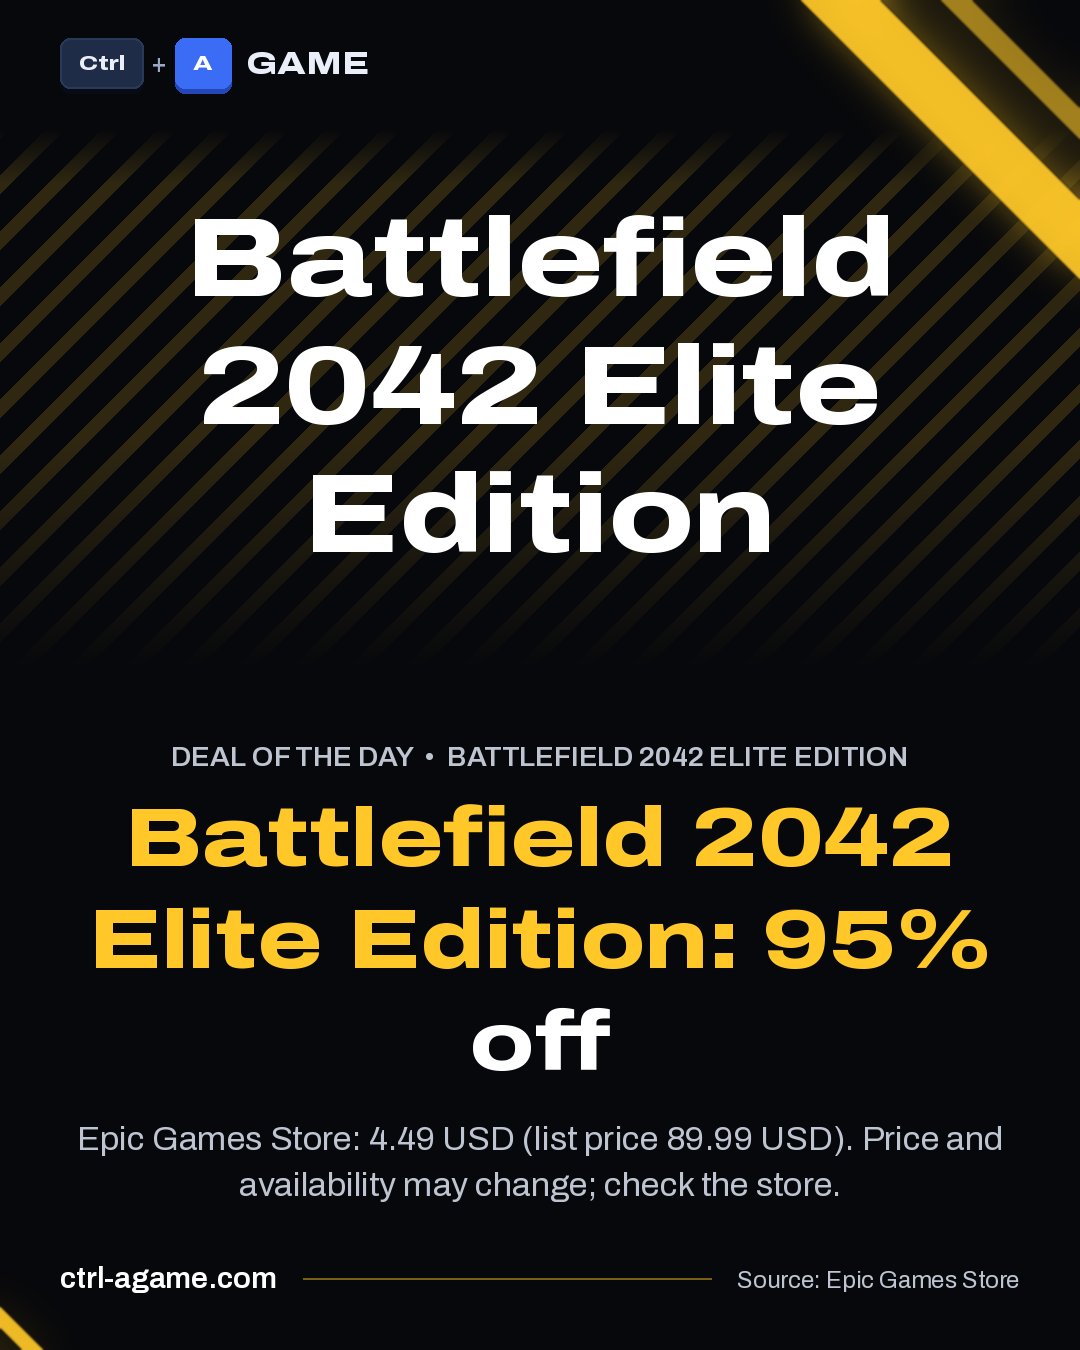 Ctrl + A GAME
Battlefield
2042 Elite
Edition
DEAL OF THE DAY • BATTLEFIELD 2042 ELITE EDITION
Battlefield 2042
Elite Edition: 95%
off
Epic Games Store: 4.49 USD (list price 89.99 USD). Price and
availability may change; check the store.
ctrl-agame.com
Source: Epic Games Store